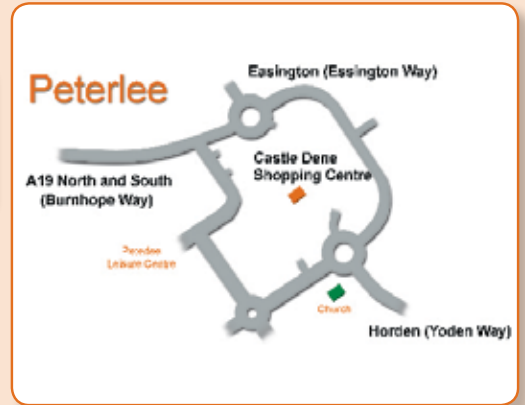 Peterlee
Easington (Essington Way)
Castle Dene
Shopping Centre
A19 North and South
(Burnhope Way)
Peterlee
Leisure Centre
Church
Horden (Yoden Way)